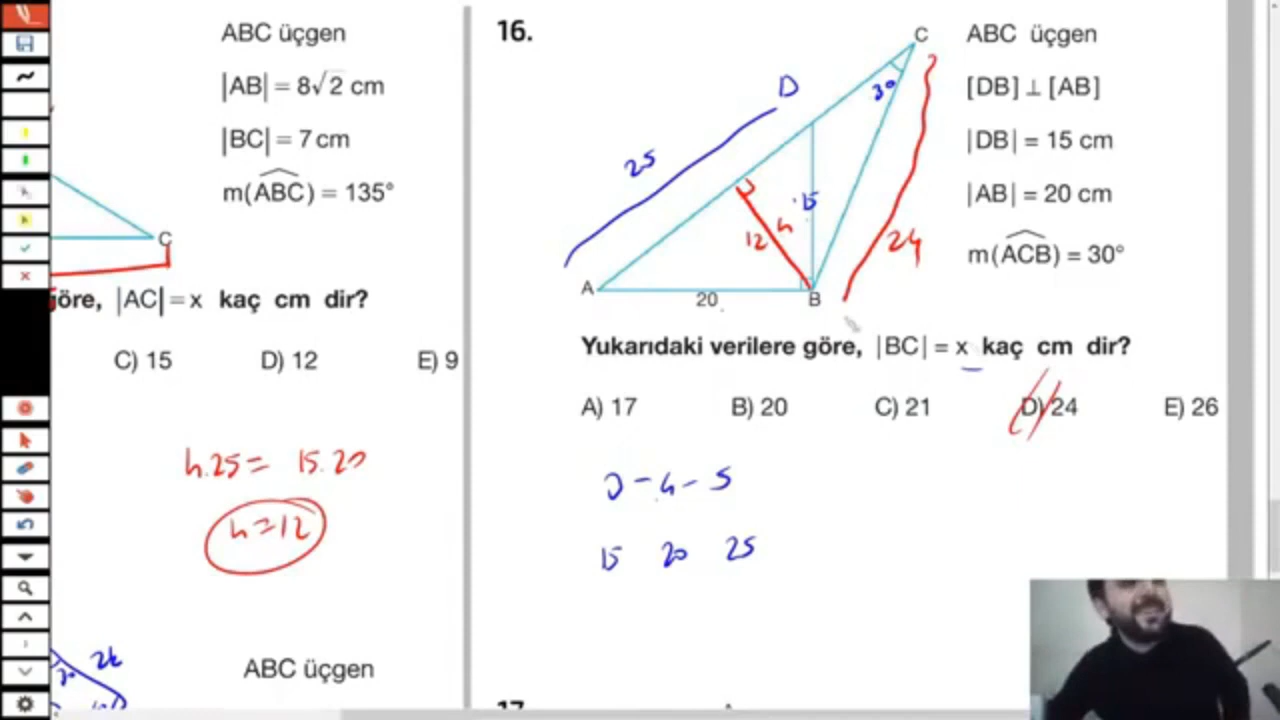 ABC üçgen
|AB| = 8√2 cm
|BC| = 7 cm
m(ABC) = 135°
C
göre, |AC| = x kaç cm dir?
C) 15 D) 12 E) 9
h.25 = 15.20
h=12
2k
ABC üçgen
16.
C
D
30
25
15
h
12
24
A
20
B
ABC üçgen
[DB] ⊥ [AB]
|DB| = 15 cm
|AB| = 20 cm
m(ACB) = 30°
Yukarıdaki verilere göre, |BC| = x kaç cm dir?
A) 17 B) 20 C) 21 D) 24 E) 26
3 - 4 - 5
15 20 25